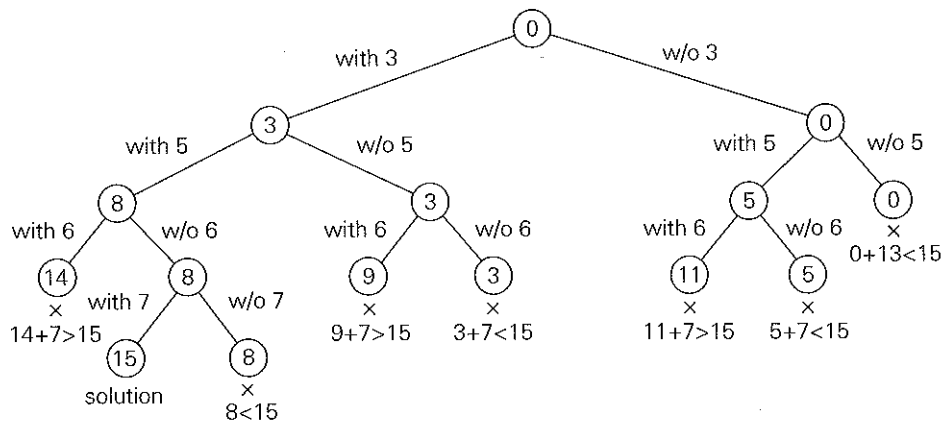 0
with 3
w/o 3
3
0
with 5
w/o 5
with 5
w/o 5
8
3
5
0
with 6
w/o 6
with 6
w/o 6
with 6
w/o 6
×
0+13<15
14
8
9
3
11
5
×
with 7
w/o 7
×
×
×
×
14+7>15
9+7>15
3+7<15
11+7>15
5+7<15
15
8
solution
×
8<15